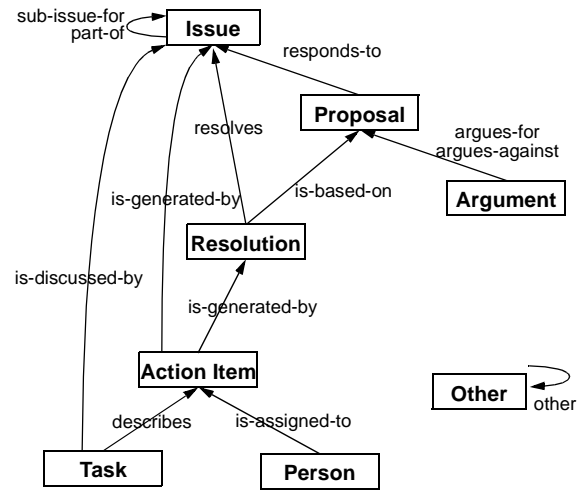 sub-issue-for
part-of
Issue
responds-to
Proposal
resolves
argues-for
argues-against
is-generated-by
is-based-on
Argument
Resolution
is-discussed-by
is-generated-by
Action Item
Other
other
describes
is-assigned-to
Task
Person